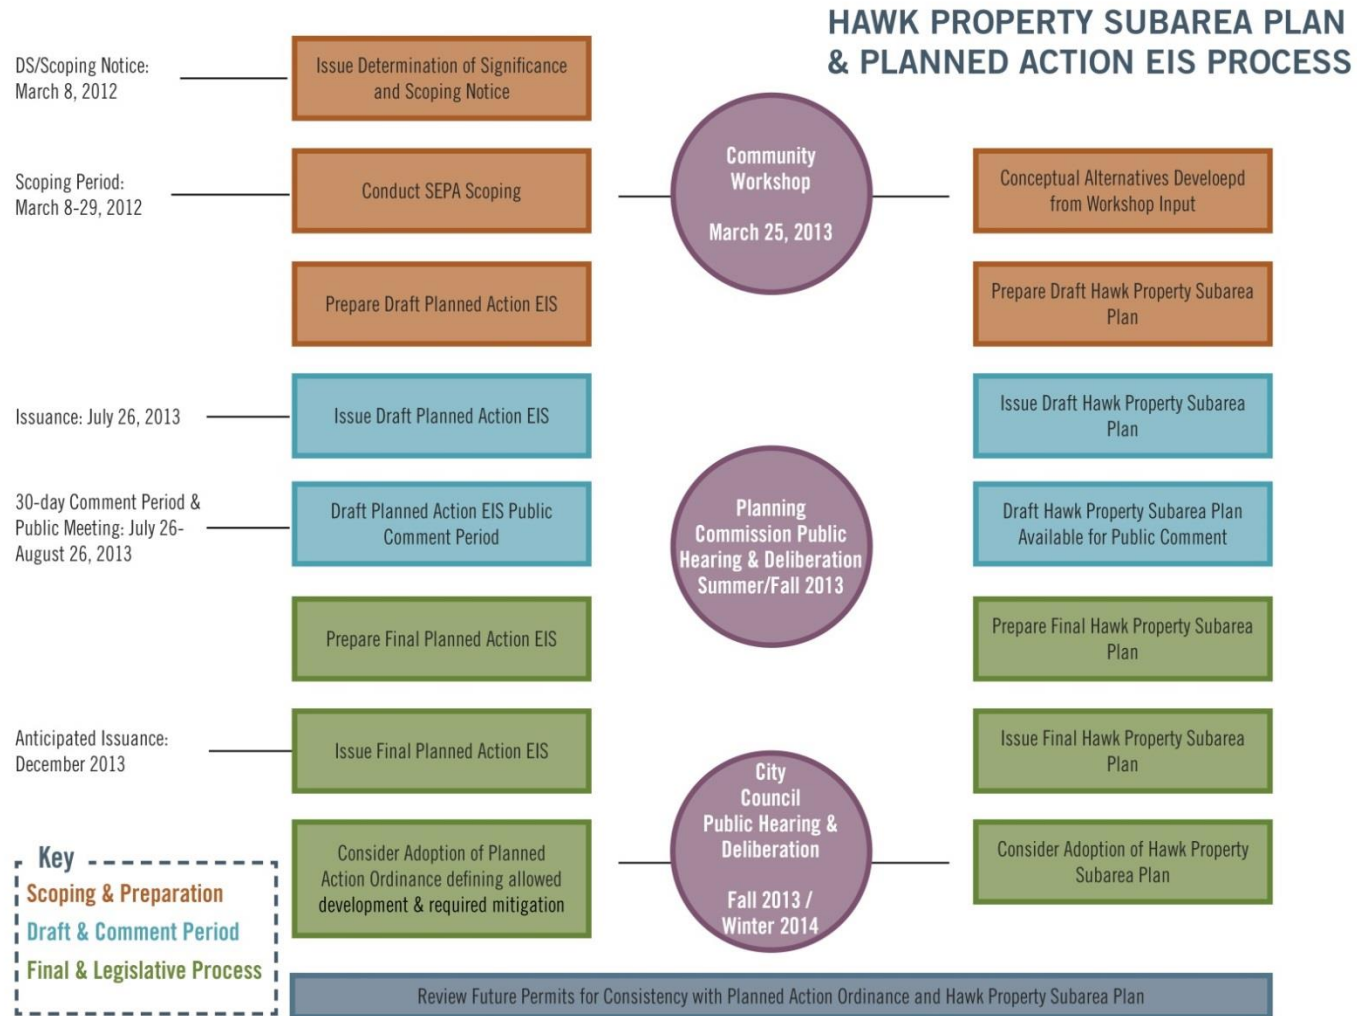 HAWK PROPERTY SUBAREA PLAN
& PLANNED ACTION EIS PROCESS
DS/Scoping Notice:
March 8, 2012
Issue Determination of Significance
and Scoping Notice
Scoping Period:
March 8-29, 2012
Conduct SEPA Scoping
Community
Workshop
March 25, 2013
Conceptual Alternatives Develoepd
from Workshop Input
Prepare Draft Planned Action EIS
Prepare Draft Hawk Property Subarea
Plan
Issuance: July 26, 2013
Issue Draft Planned Action EIS
Issue Draft Hawk Property Subarea
Plan
30-day Comment Period &
Public Meeting: July 26-
August 26, 2013
Draft Planned Action EIS Public
Comment Period
Planning
Commission Public
Hearing & Deliberation
Summer/Fall 2013
Draft Hawk Property Subarea Plan
Available for Public Comment
Prepare Final Planned Action EIS
Prepare Final Hawk Property Subarea
Plan
Anticipated Issuance:
December 2013
Issue Final Planned Action EIS
Issue Final Hawk Property Subarea
Plan
Consider Adoption of Planned
Action Ordinance defining allowed
development & required mitigation
City
Council
Public Hearing &
Deliberation
Fall 2013 /
Winter 2014
Consider Adoption of Hawk Property
Subarea Plan
Key
Scoping & Preparation
Draft & Comment Period
Final & Legislative Process
Review Future Permits for Consistency with Planned Action Ordinance and Hawk Property Subarea Plan